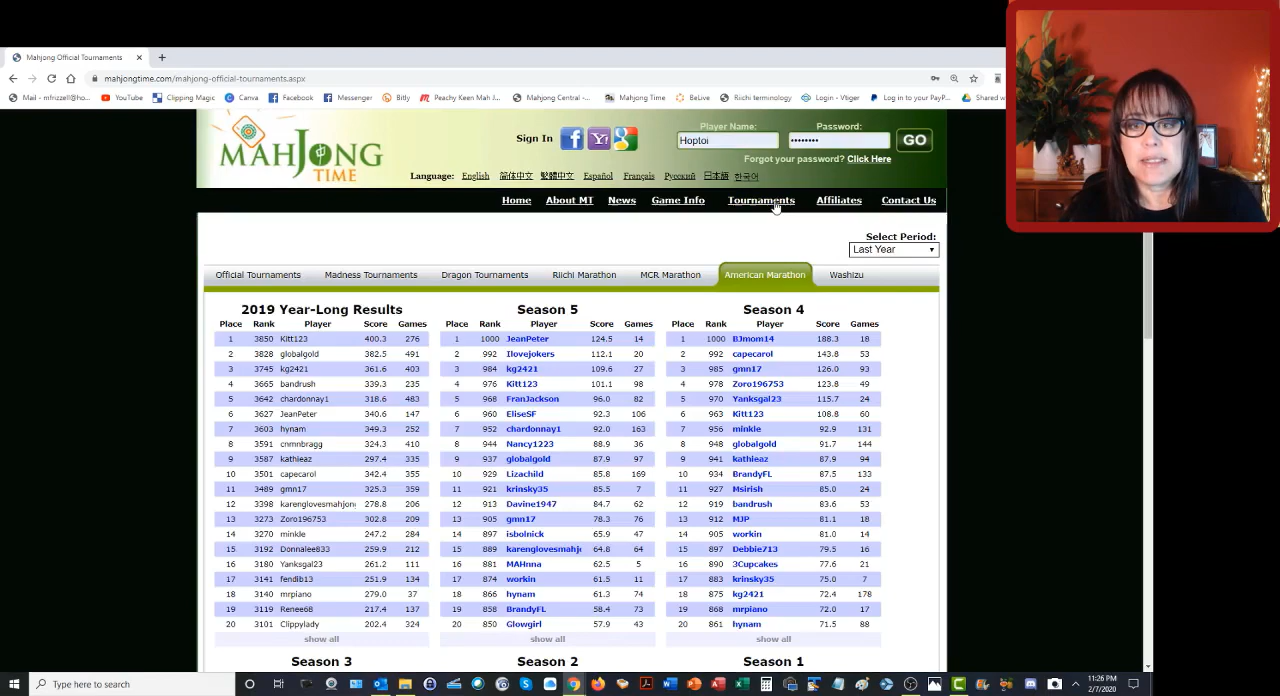 Mahjong Official Tournaments
mahjongtime.com/mahjong-official-tournaments.aspx
Mail - mfrizzell@ho... YouTube Clipping Magic Canva Facebook Messenger Bitly Peachy Keen Mah J... Mahjong Central -... Mahjong Time BeLive Riichi terminology Login - Vtiger Log in to your PayP... Shared w
MAHJONG TIME
Sign In
Player Name: Password:
Hoptoi •••••••• GO
Forgot your password? Click Here
Language: English 简体中文 繁體中文 Español Français Русский 日本語 한국어
Home About MT News Game Info Tournaments Affiliates Contact Us
Select Period:
Last Year
Official Tournaments Madness Tournaments Dragon Tournaments Riichi Marathon MCR Marathon American Marathon Washizu
2019 Year-Long Results Season 5 Season 4
Place Rank Player Score Games Place Rank Player Score Games Place Rank Player Score Games
1 3850 Kitt123 400.3 276 1 1000 JeanPeter 124.5 14 1 1000 BJmom14 188.3 18
2 3828 globalgold 382.5 491 2 992 Ilovejokers 112.1 20 2 992 capecarol 143.8 53
3 3745 kg2421 361.6 403 3 984 kg2421 109.6 27 3 985 gmn17 126.0 93
4 3665 bandrush 339.3 235 4 976 Kitt123 101.1 98 4 978 Zoro196753 123.8 49
5 3642 chardonnay1 318.6 483 5 968 FranJackson 96.0 82 5 970 Yanksgal23 115.7 24
6 3627 JeanPeter 340.6 147 6 960 EliseSF 92.3 106 6 963 Kitt123 108.8 60
7 3603 hynam 349.3 252 7 952 chardonnay1 92.0 163 7 956 minkle 92.9 131
8 3591 cnmnbragg 324.3 410 8 944 Nancy1223 88.9 36 8 948 globalgold 91.7 144
9 3587 kathleaz 297.4 335 9 937 globalgold 87.9 97 9 941 kathieaz 87.9 94
10 3501 capecarol 342.4 355 10 929 Lizachild 85.8 169 10 934 BrandyFL 87.5 133
11 3489 gmn17 325.3 359 11 921 krinsky35 85.5 7 11 927 Msirish 85.0 24
12 3398 karenglovesmahjong 278.8 206 12 913 Davine1947 84.7 62 12 919 bandrush 83.6 53
13 3273 Zoro196753 302.8 209 13 905 gmn17 78.3 76 13 912 MJP 81.1 18
14 3270 minkle 247.2 284 14 897 isbolnick 65.9 47 14 905 workin 81.0 14
15 3192 Donnalee833 259.9 212 15 889 karenglovesmahjc 64.8 64 15 897 Debbie713 79.5 16
16 3180 Yanksgal23 261.2 111 16 881 MAHnna 62.5 5 16 890 3Cupcakes 77.6 21
17 3141 fendib13 251.9 134 17 874 workin 61.5 11 17 883 krinsky35 75.0 7
18 3140 mrpiano 279.0 37 18 866 hynam 61.3 74 18 875 kg2421 72.4 178
19 3119 Renee68 217.4 137 19 858 BrandyFL 58.4 73 19 868 mrpiano 72.0 17
20 3101 Clippylady 202.4 324 20 850 Glowgirl 57.9 43 20 861 hynam 71.5 88
show all show all show all
Season 3 Season 2 Season 1
Type here to search
11:26 PM
2/7/2020